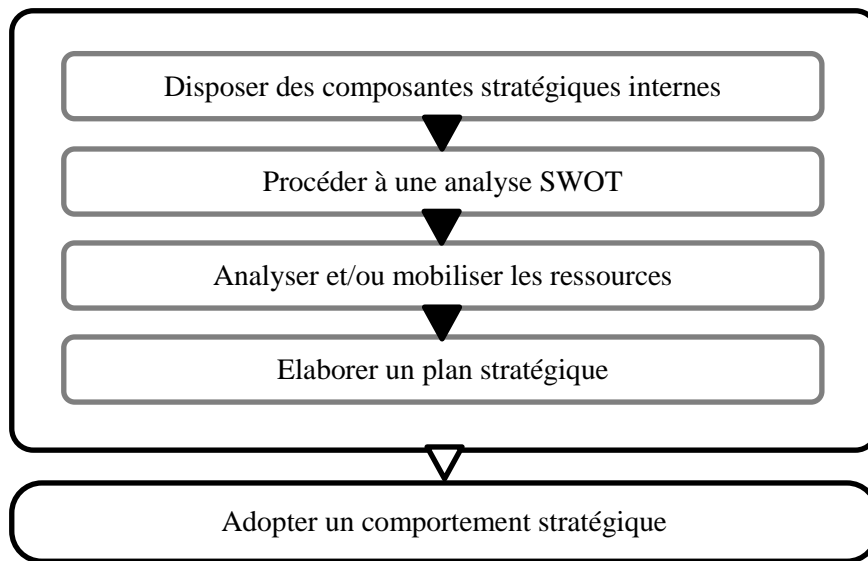 Disposer des composantes stratégiques internes
Procéder à une analyse SWOT
Analyser et/ou mobiliser les ressources
Elaborer un plan stratégique
Adopter un comportement stratégique